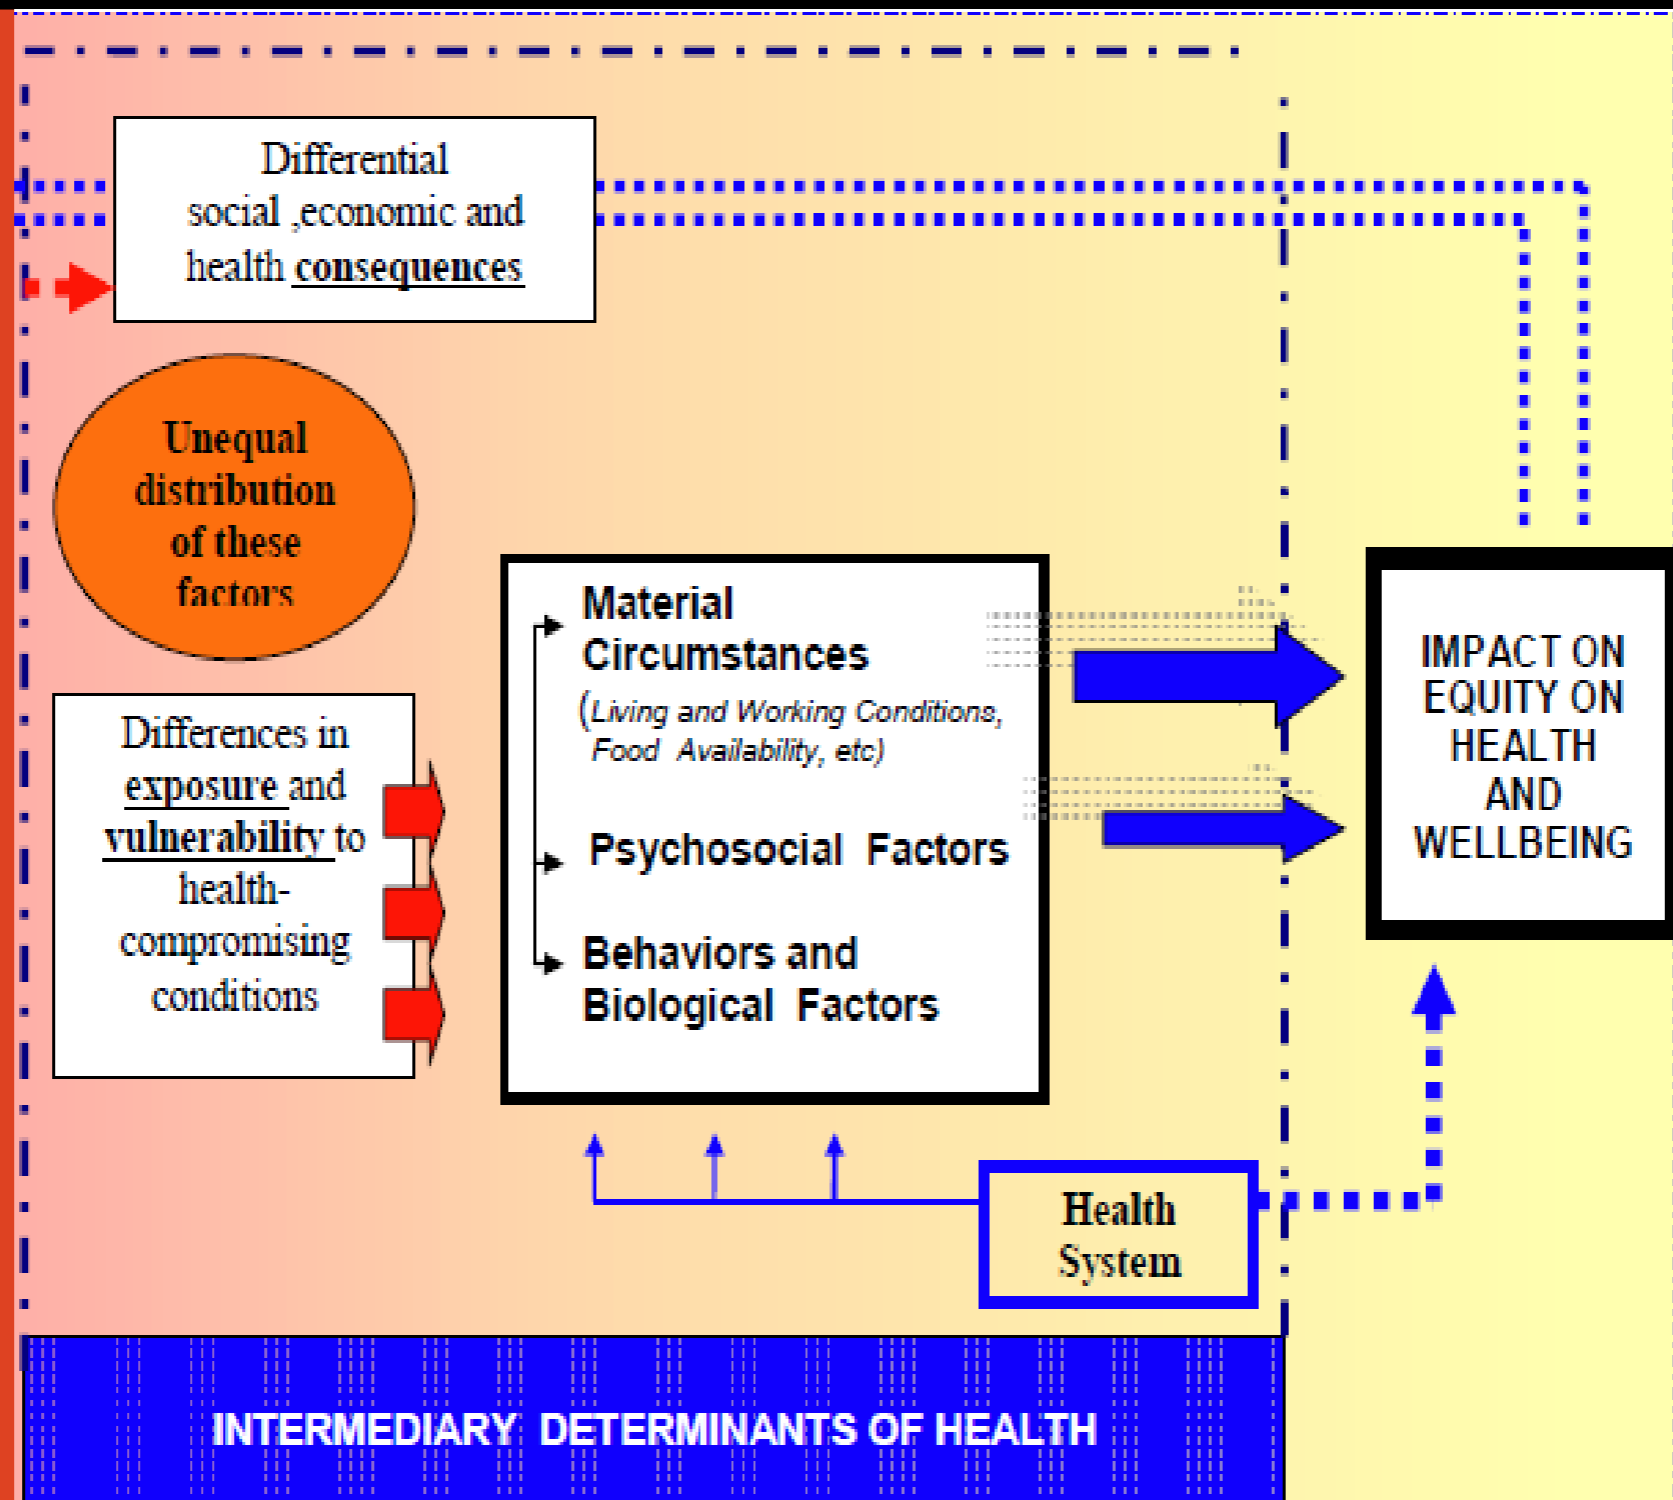 Differential
social ,economic and
health consequences
Unequal
distribution
of these
factors
Differences in
exposure and
vulnerability to
health-
compromising
conditions
Material
Circumstances
(Living and Working Conditions,
Food Availability, etc)
Psychosocial Factors
Behaviors and
Biological Factors
IMPACT ON
EQUITY ON
HEALTH
AND
WELLBEING
Health
System
INTERMEDIARY DETERMINANTS OF HEALTH